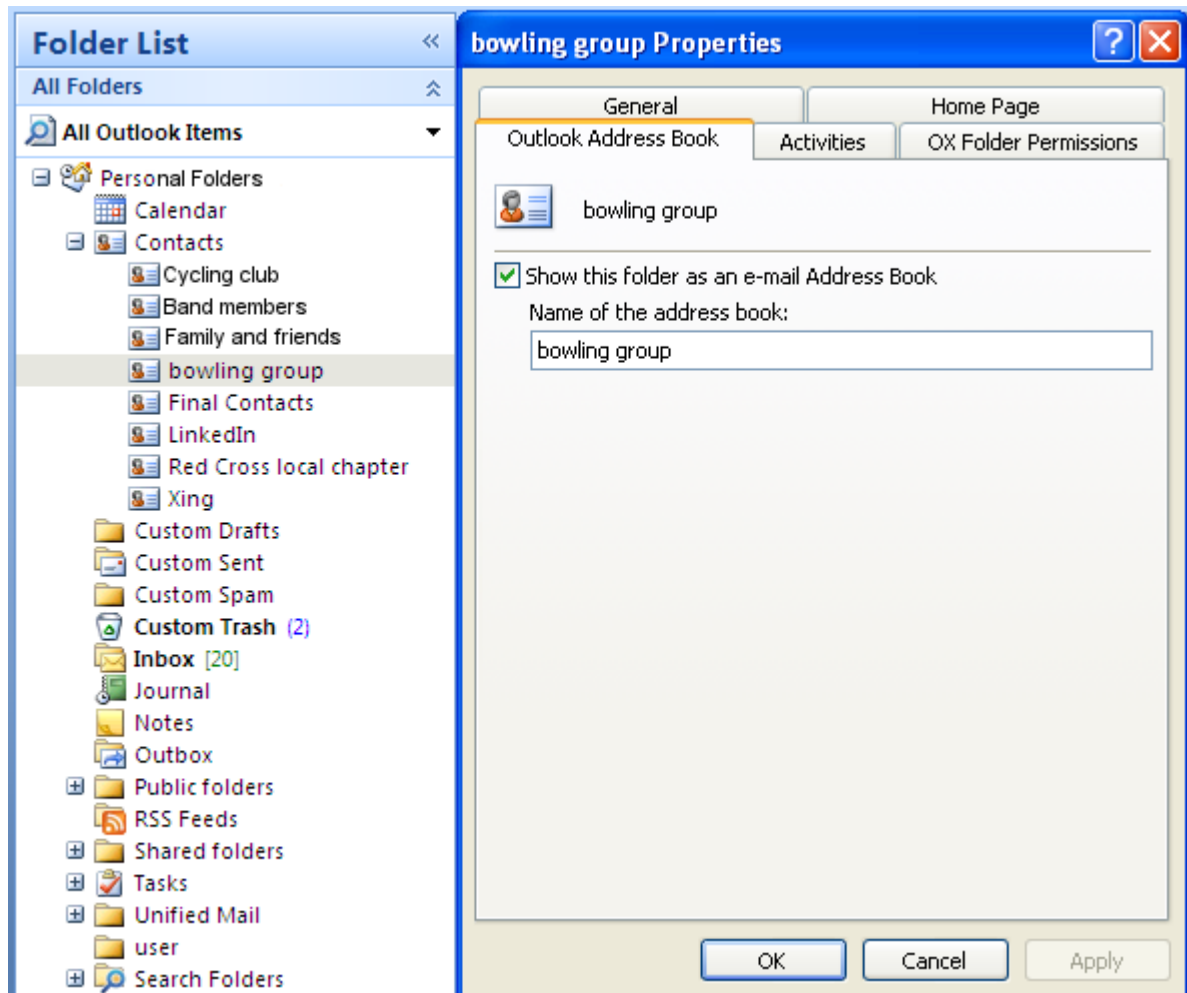 Folder List
All Folders
All Outlook Items
Personal Folders
Calendar
Contacts
Cycling club
Band members
Family and friends
bowling group
Final Contacts
LinkedIn
Red Cross local chapter
Xing
Custom Drafts
Custom Sent
Custom Spam
Custom Trash (2)
Inbox [20]
Journal
Notes
Outbox
Public folders
RSS Feeds
Shared folders
Tasks
Unified Mail
user
Search Folders
bowling group Properties
General Home Page
Outlook Address Book Activities OX Folder Permissions
bowling group
Show this folder as an e-mail Address Book
Name of the address book:
bowling group
OK Cancel Apply